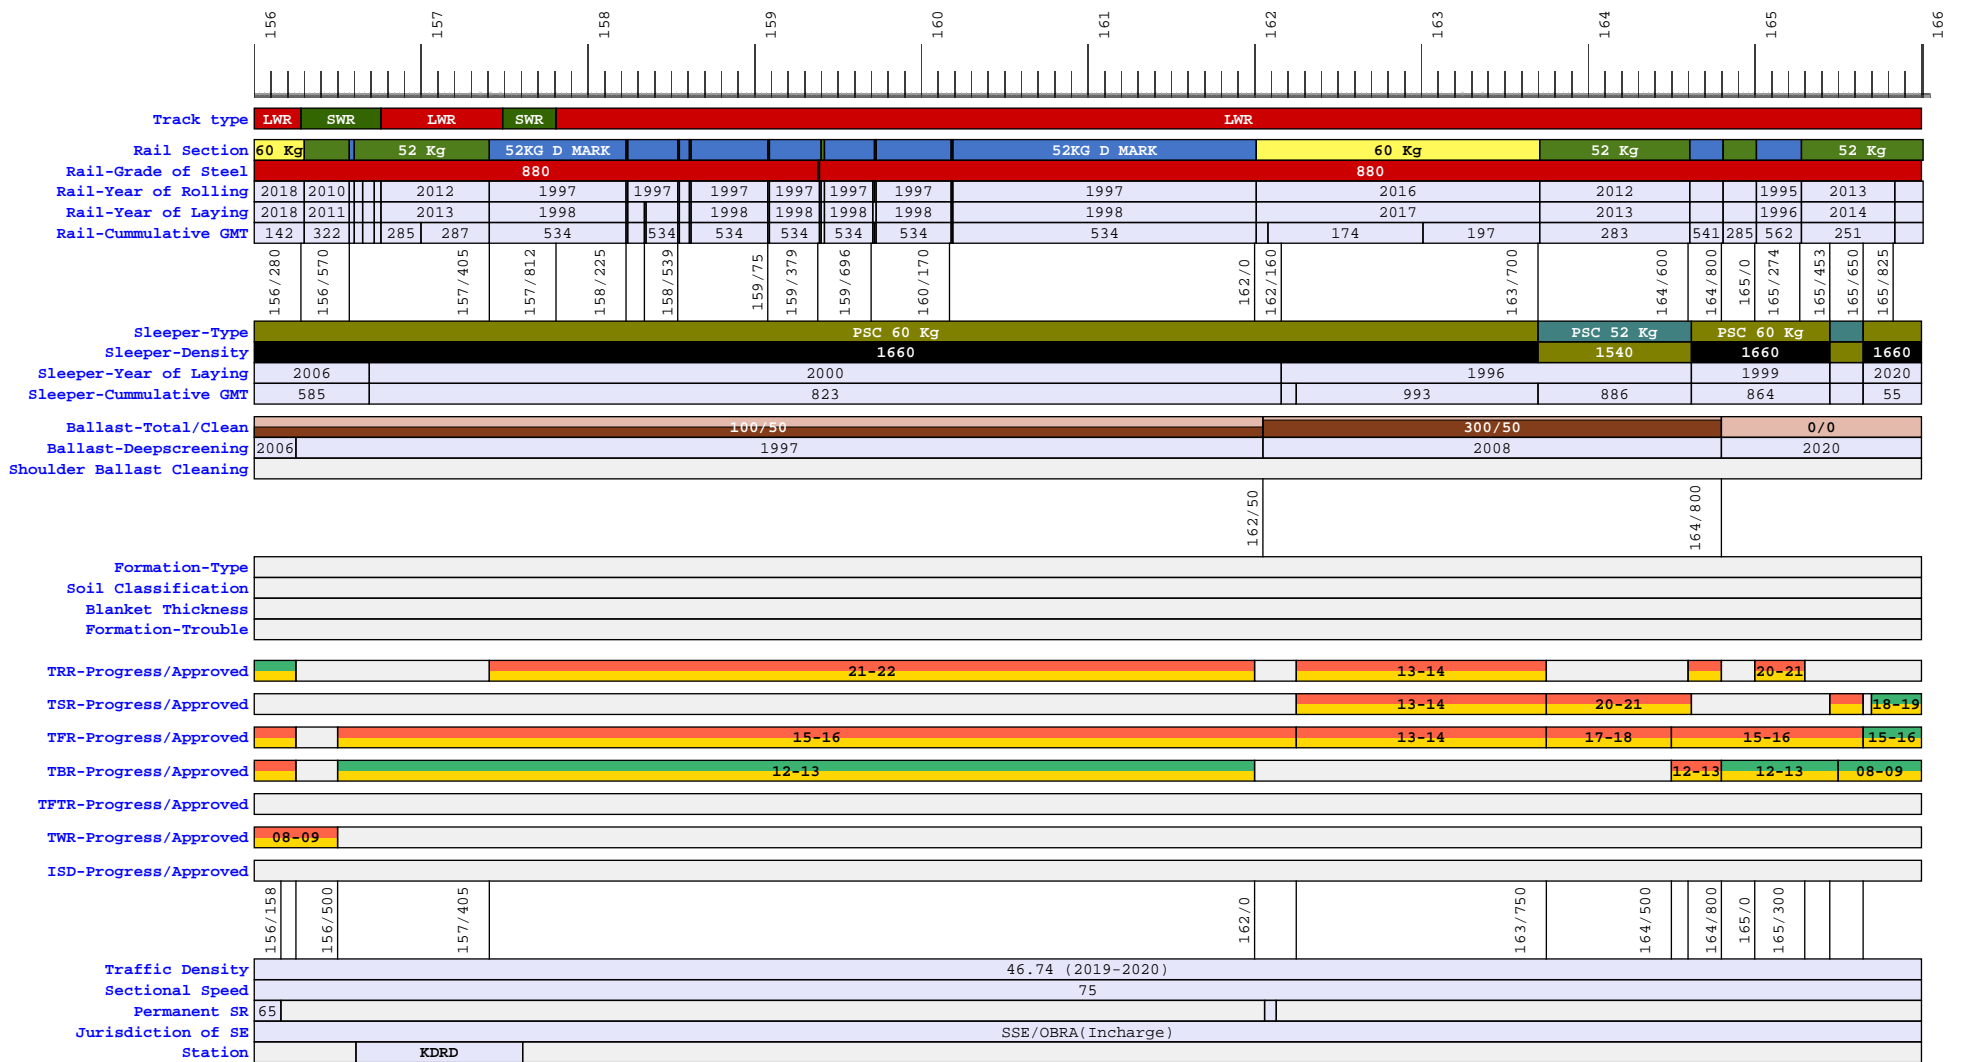 156 157 158 159 160 161 162 163 164 165 166
Track type LWR SWR LWR SWR LWR
Rail Section 60 Kg 52 Kg 52KG D MARK 52KG D MARK 60 Kg 52 Kg 52 Kg
Rail-Grade of Steel 880 880
Rail-Year of Rolling 2018 2010 2012 1997 1997 1997 1997 1997 1997 1997 2016 2012 1995 2013
Rail-Year of Laying 2018 2011 2013 1998 1998 1998 1998 1998 1998 2017 2013 1996 2014
Rail-Cummulative GMT 142 322 285 287 534 534 534 534 534 534 534 174 197 283 541 285 562 251
156/280 156/570 157/405 157/812 158/225 158/539 159/75 159/379 159/696 160/170 162/0 162/160 163/700 164/600 164/800 165/0 165/274 165/453 165/650 165/825
Sleeper-Type PSC 60 Kg PSC 52 Kg PSC 60 Kg
Sleeper-Density 1660 1540 1660 1660
Sleeper-Year of Laying 2006 2000 1996 1999 2020
Sleeper-Cummulative GMT 585 823 993 886 864 55
Ballast-Total/Clean 100/50 300/50 0/0
Ballast-Deepscreening 2006 1997 2008 2020
Shoulder Ballast Cleaning
162/50 164/800
Formation-Type
Soil Classification
Blanket Thickness
Formation-Trouble
TRR-Progress/Approved 21-22 13-14 20-21
TSR-Progress/Approved 13-14 20-21 18-19
TFR-Progress/Approved 15-16 13-14 17-18 15-16 15-16
TBR-Progress/Approved 12-13 12-13 12-13 08-09
TFTR-Progress/Approved
TWR-Progress/Approved 08-09
ISD-Progress/Approved
156/158 156/500 157/405 162/0 163/750 164/500 164/800 165/0 165/300
Traffic Density 46.74 (2019-2020)
Sectional Speed 75
Permanent SR 65
Jurisdiction of SE SSE/OBRA(Incharge)
Station KDRD